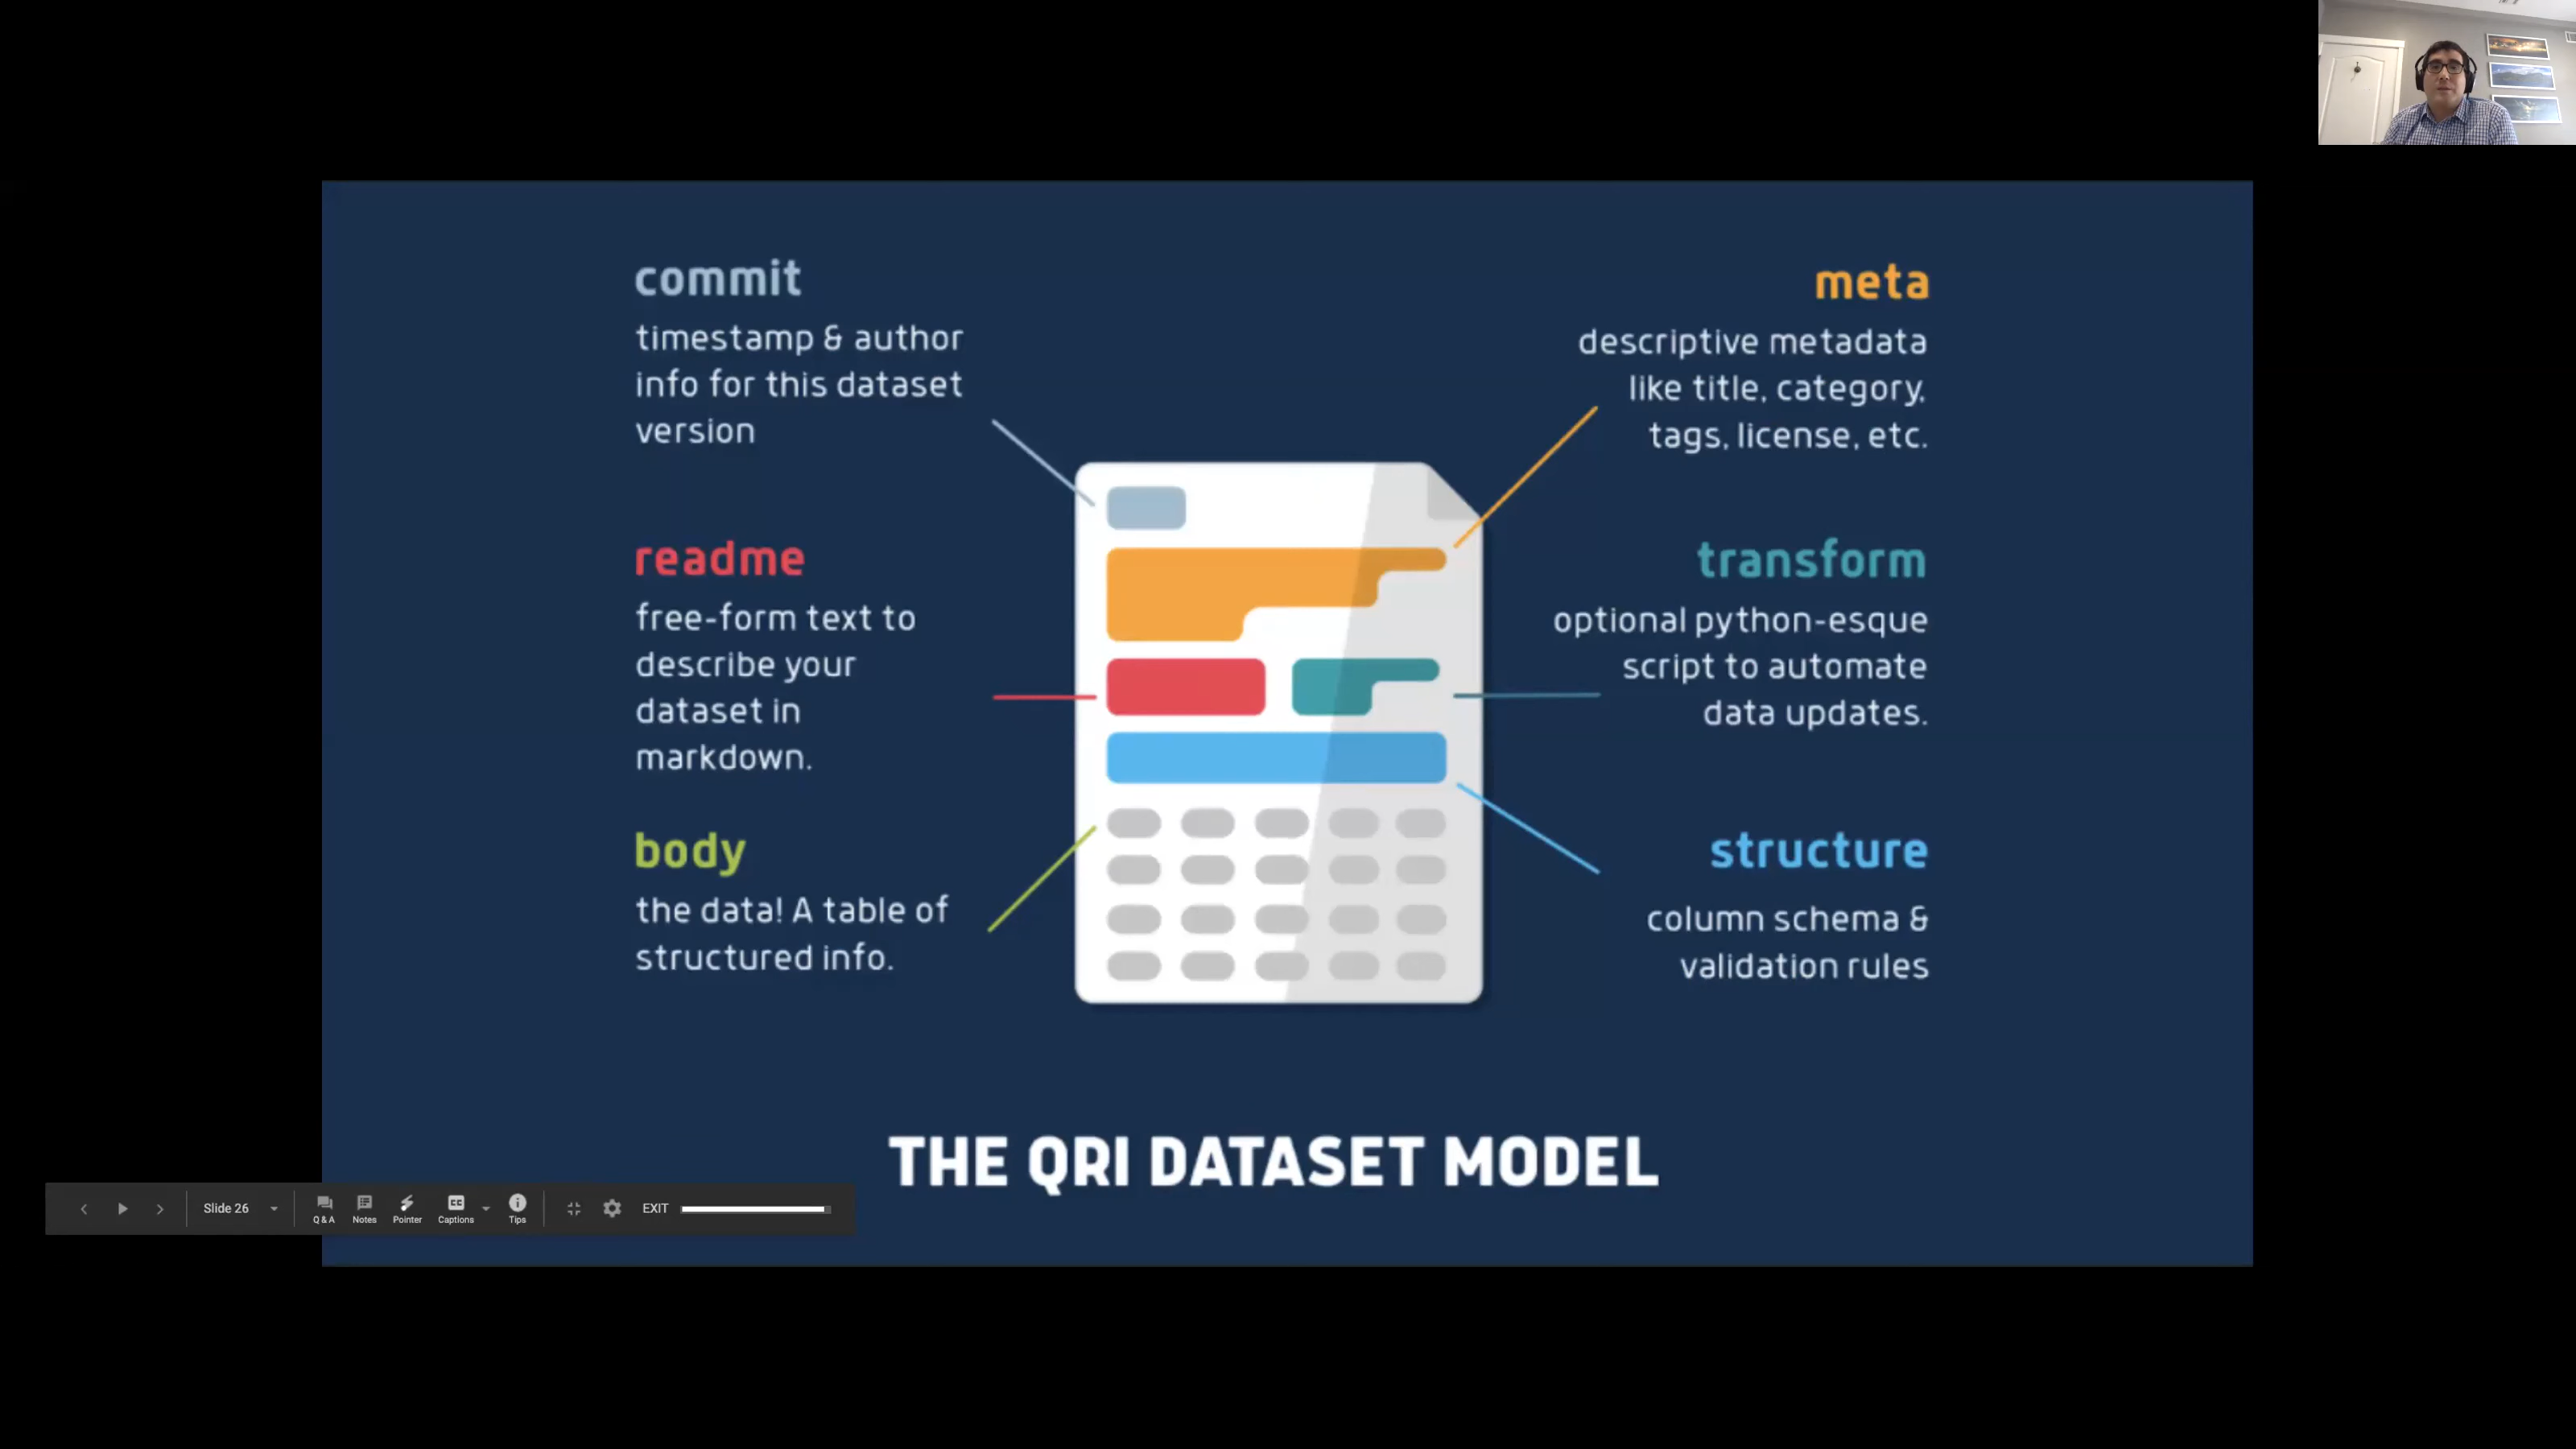 commit
timestamp & author
info for this dataset
version
meta
descriptive metadata
like title, category,
tags, license, etc.
readme
free-form text to
describe your
dataset in
markdown.
transform
optional python-esque
script to automate
data updates.
body
the data! A table of
structured info.
structure
column schema &
validation rules
THE QRI DATASET MODEL
Slide 26
Q & A
Notes
Pointer
CC
Captions
Tips
EXIT